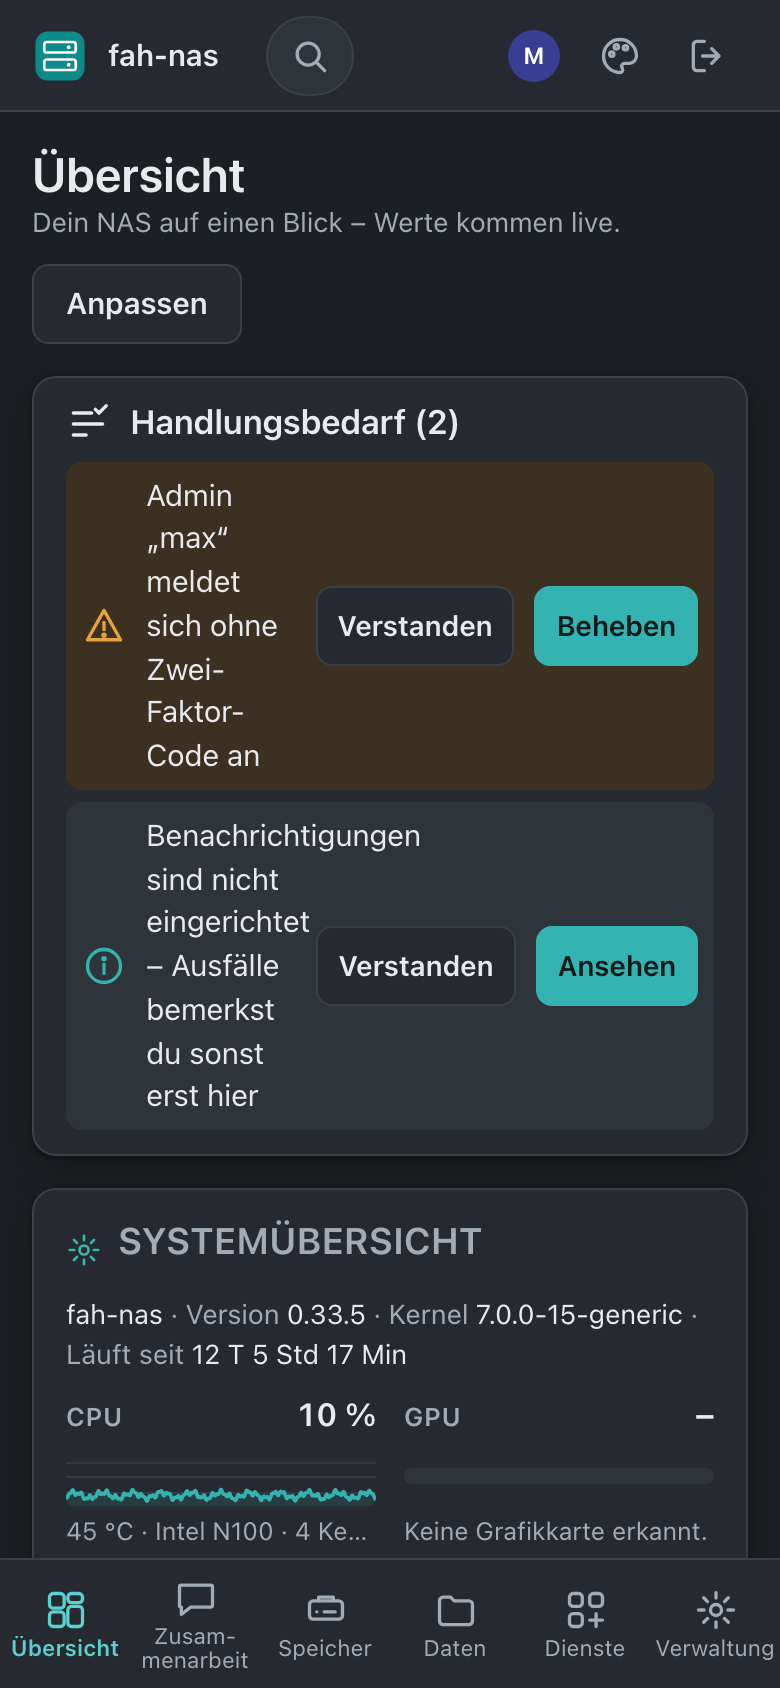 fah-nas
M
Übersicht
Dein NAS auf einen Blick – Werte kommen live.
Anpassen
Handlungsbedarf (2)
Admin
„max“
meldet
sich ohne
Zwei-
Faktor-
Code an
Verstanden
Beheben
Benachrichtigungen
sind nicht
eingerichtet
– Ausfälle
bemerkst
du sonst
erst hier
Verstanden
Ansehen
SYSTEMÜBERSICHT
fah-nas · Version 0.33.5 · Kernel 7.0.0-15-generic ·
Läuft seit 12 T 5 Std 17 Min
CPU 10 %
GPU –
45 °C · Intel N100 · 4 Ke...
Keine Grafikkarte erkannt.
Übersicht
Zusam-
menarbeit
Speicher
Daten
Dienste
Verwaltung